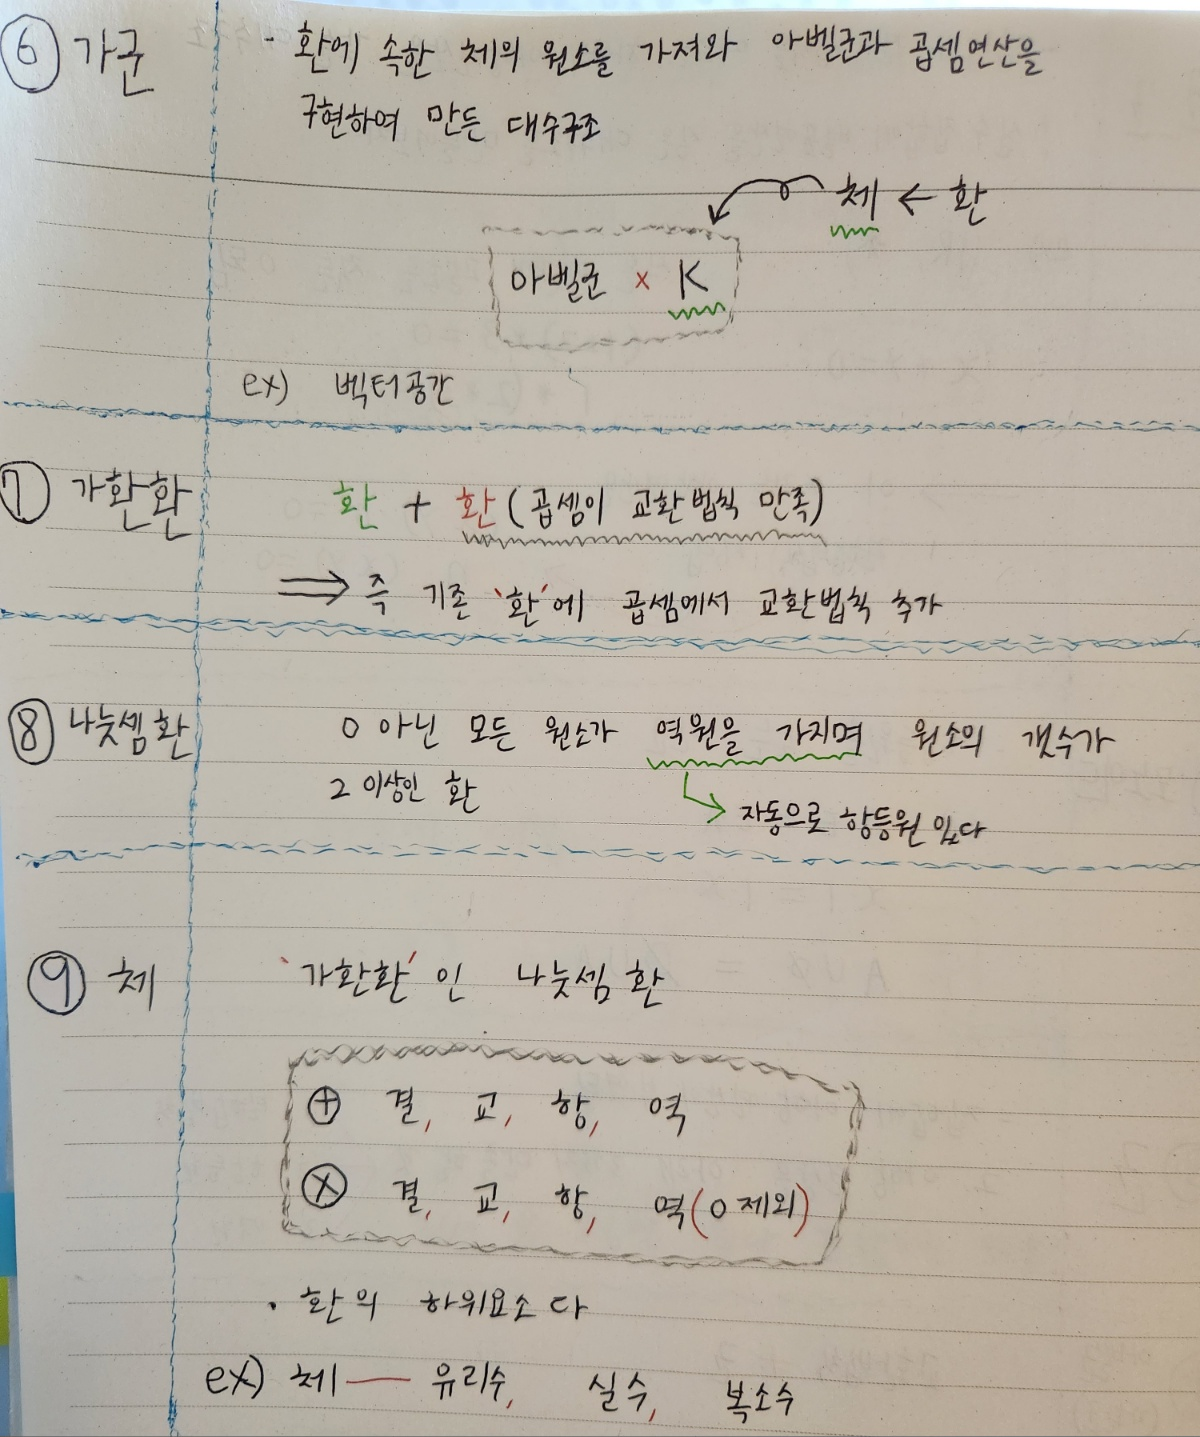 ⑥ 가군 - 환에 속한 체의 원소를 가져와 아벨군과 곱셈연산을
구현하여 만든 대수구조
체 ← 환
아벨군 × K
ex) 벡터공간
⑦ 가환환 환 + 환 (곱셈이 교환법칙 만족)
⟹ 즉 기존 '환'에 곱셈에서 교환법칙 추가
⑧ 나눗셈환 0 아닌 모든 원소가 역원을 가지며 원소의 갯수가
2 이상인 환
자동으로 항등원 있다
⑨ 체 '가환환'인 나눗셈 환
⊕ 결, 교, 항, 역
⊗ 결, 교, 항, 역(0 제외)
• 환의 하위요소다
ex) 체 — 유리수, 실수, 복소수